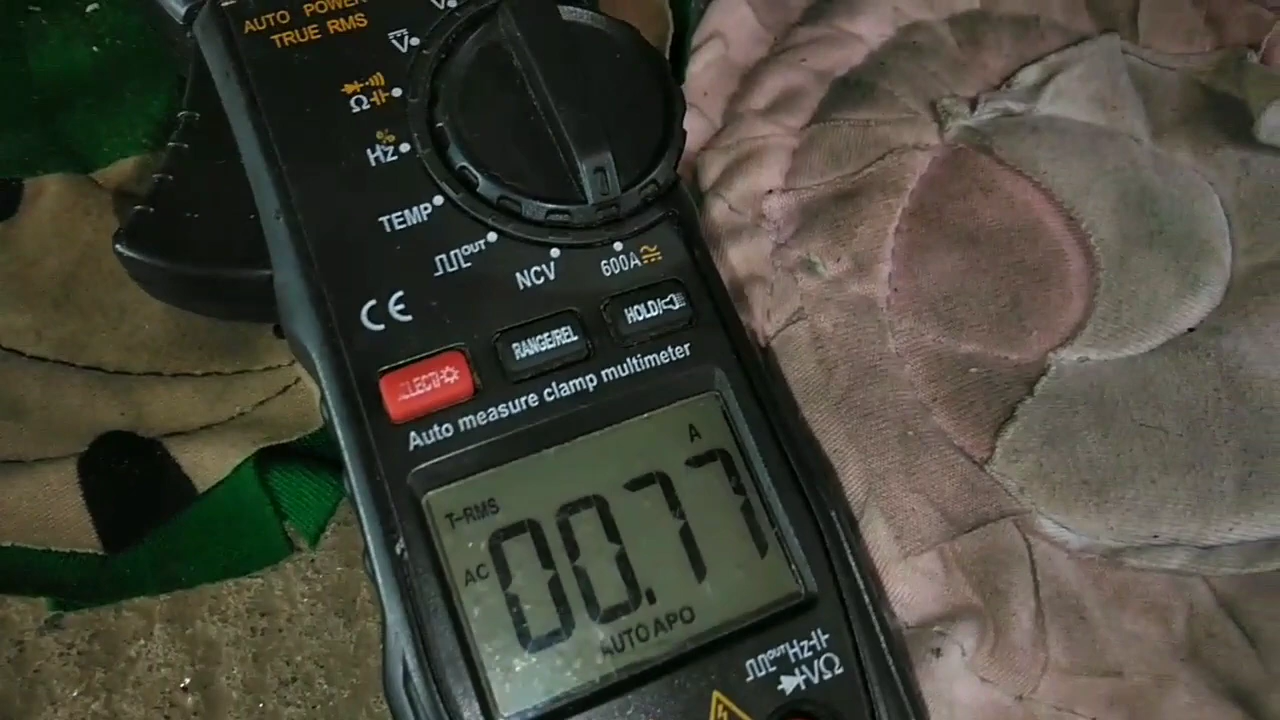 AUTO POWER
TRUE RMS
V
V
Ω
%
Hz
TEMP
OUT
NCV
600A
CE
RANGE/REL
HOLD/
Auto measure clamp multimeter
A
T-RMS
AC
00.77
AUTO APO
OUT Hz
VΩ